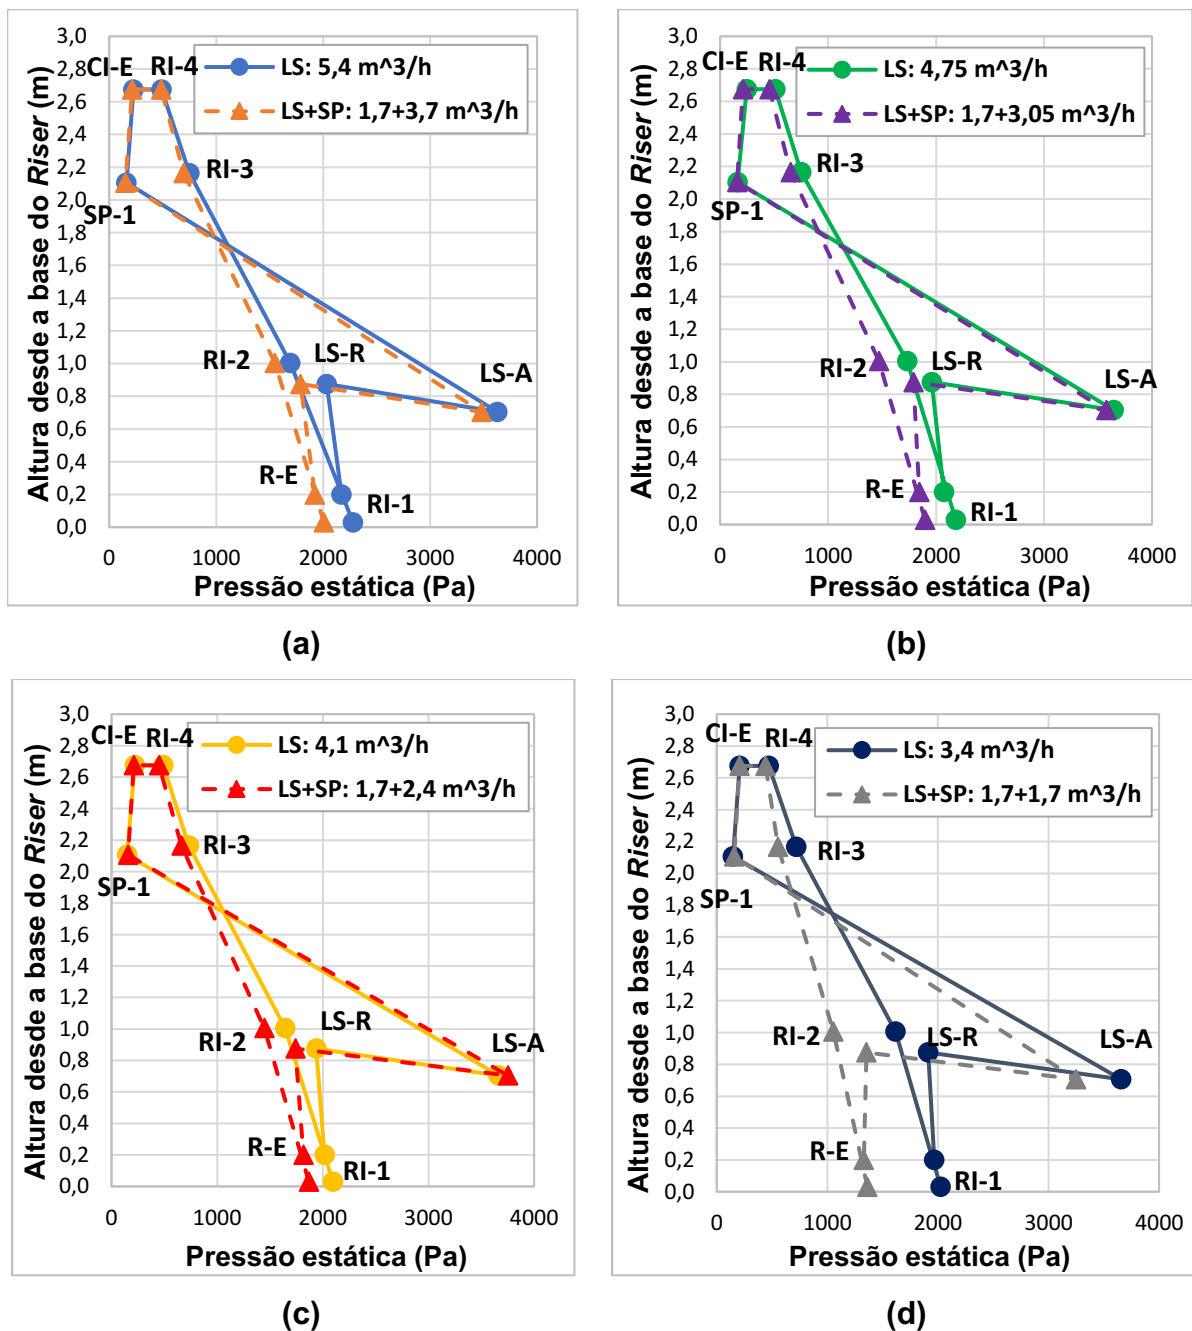 3,0
2,8
2,6
2,4
2,2
2,0
1,8
1,6
1,4
1,2
1,0
0,8
0,6
0,4
0,2
0,0
Altura desde a base do Riser (m)
CI-E RI-4
LS: 5,4 m^3/h
LS+SP: 1,7+3,7 m^3/h
RI-3
SP-1
RI-2
LS-R
LS-A
R-E
RI-1
0 1000 2000 3000 4000
Pressão estática (Pa)
(a)
3,0
2,8
2,6
2,4
2,2
2,0
1,8
1,6
1,4
1,2
1,0
0,8
0,6
0,4
0,2
0,0
Altura desde a base do Riser (m)
CI-E RI-4
LS: 4,75 m^3/h
LS+SP: 1,7+3,05 m^3/h
RI-3
SP-1
RI-2
LS-R
LS-A
R-E
RI-1
0 1000 2000 3000 4000
Pressão estática (Pa)
(b)
3,0
2,8
2,6
2,4
2,2
2,0
1,8
1,6
1,4
1,2
1,0
0,8
0,6
0,4
0,2
0,0
Altura desde a base do Riser (m)
CI-E RI-4
LS: 4,1 m^3/h
LS+SP: 1,7+2,4 m^3/h
RI-3
SP-1
RI-2
LS-R
LS-A
R-E
RI-1
0 1000 2000 3000 4000
Pressão estática (Pa)
(c)
3,0
2,8
2,6
2,4
2,2
2,0
1,8
1,6
1,4
1,2
1,0
0,8
0,6
0,4
0,2
0,0
Altura desde a base do Riser (m)
CI-E RI-4
LS: 3,4 m^3/h
LS+SP: 1,7+1,7 m^3/h
RI-3
SP-1
RI-2
LS-R
LS-A
R-E
RI-1
0 1000 2000 3000 4000
Pressão estática (Pa)
(d)